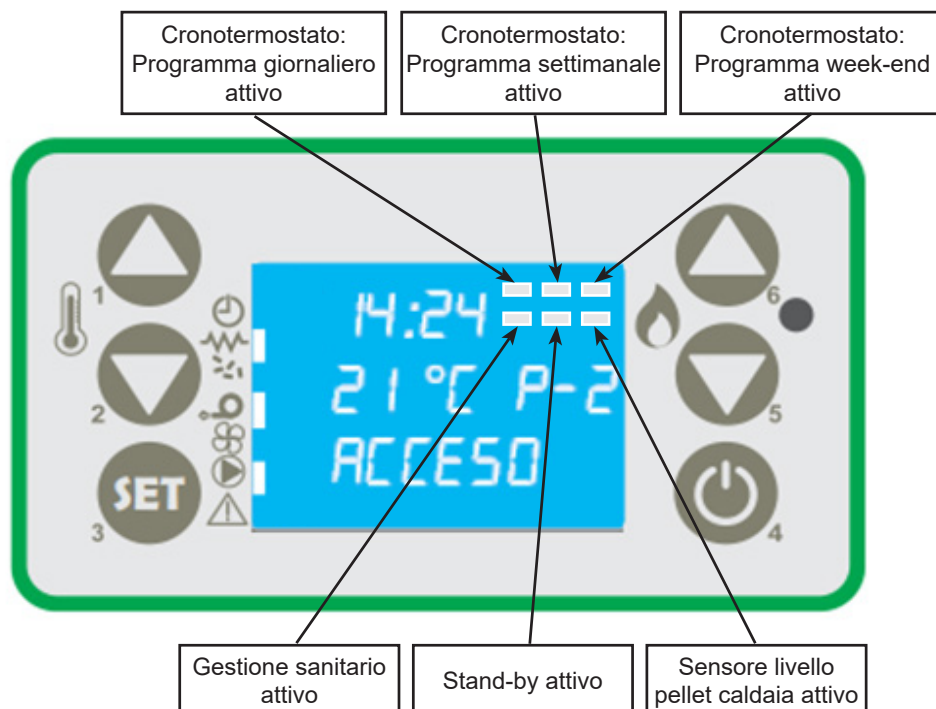 Cronotermostato:
Programma giornaliero
attivo
Cronotermostato:
Programma settimanale
attivo
Cronotermostato:
Programma week-end
attivo
1
6
14:24
21 °C P-2
2
5
ACCESO
SET
3
4
Gestione sanitario
attivo
Stand-by attivo
Sensore livello
pellet caldaia attivo